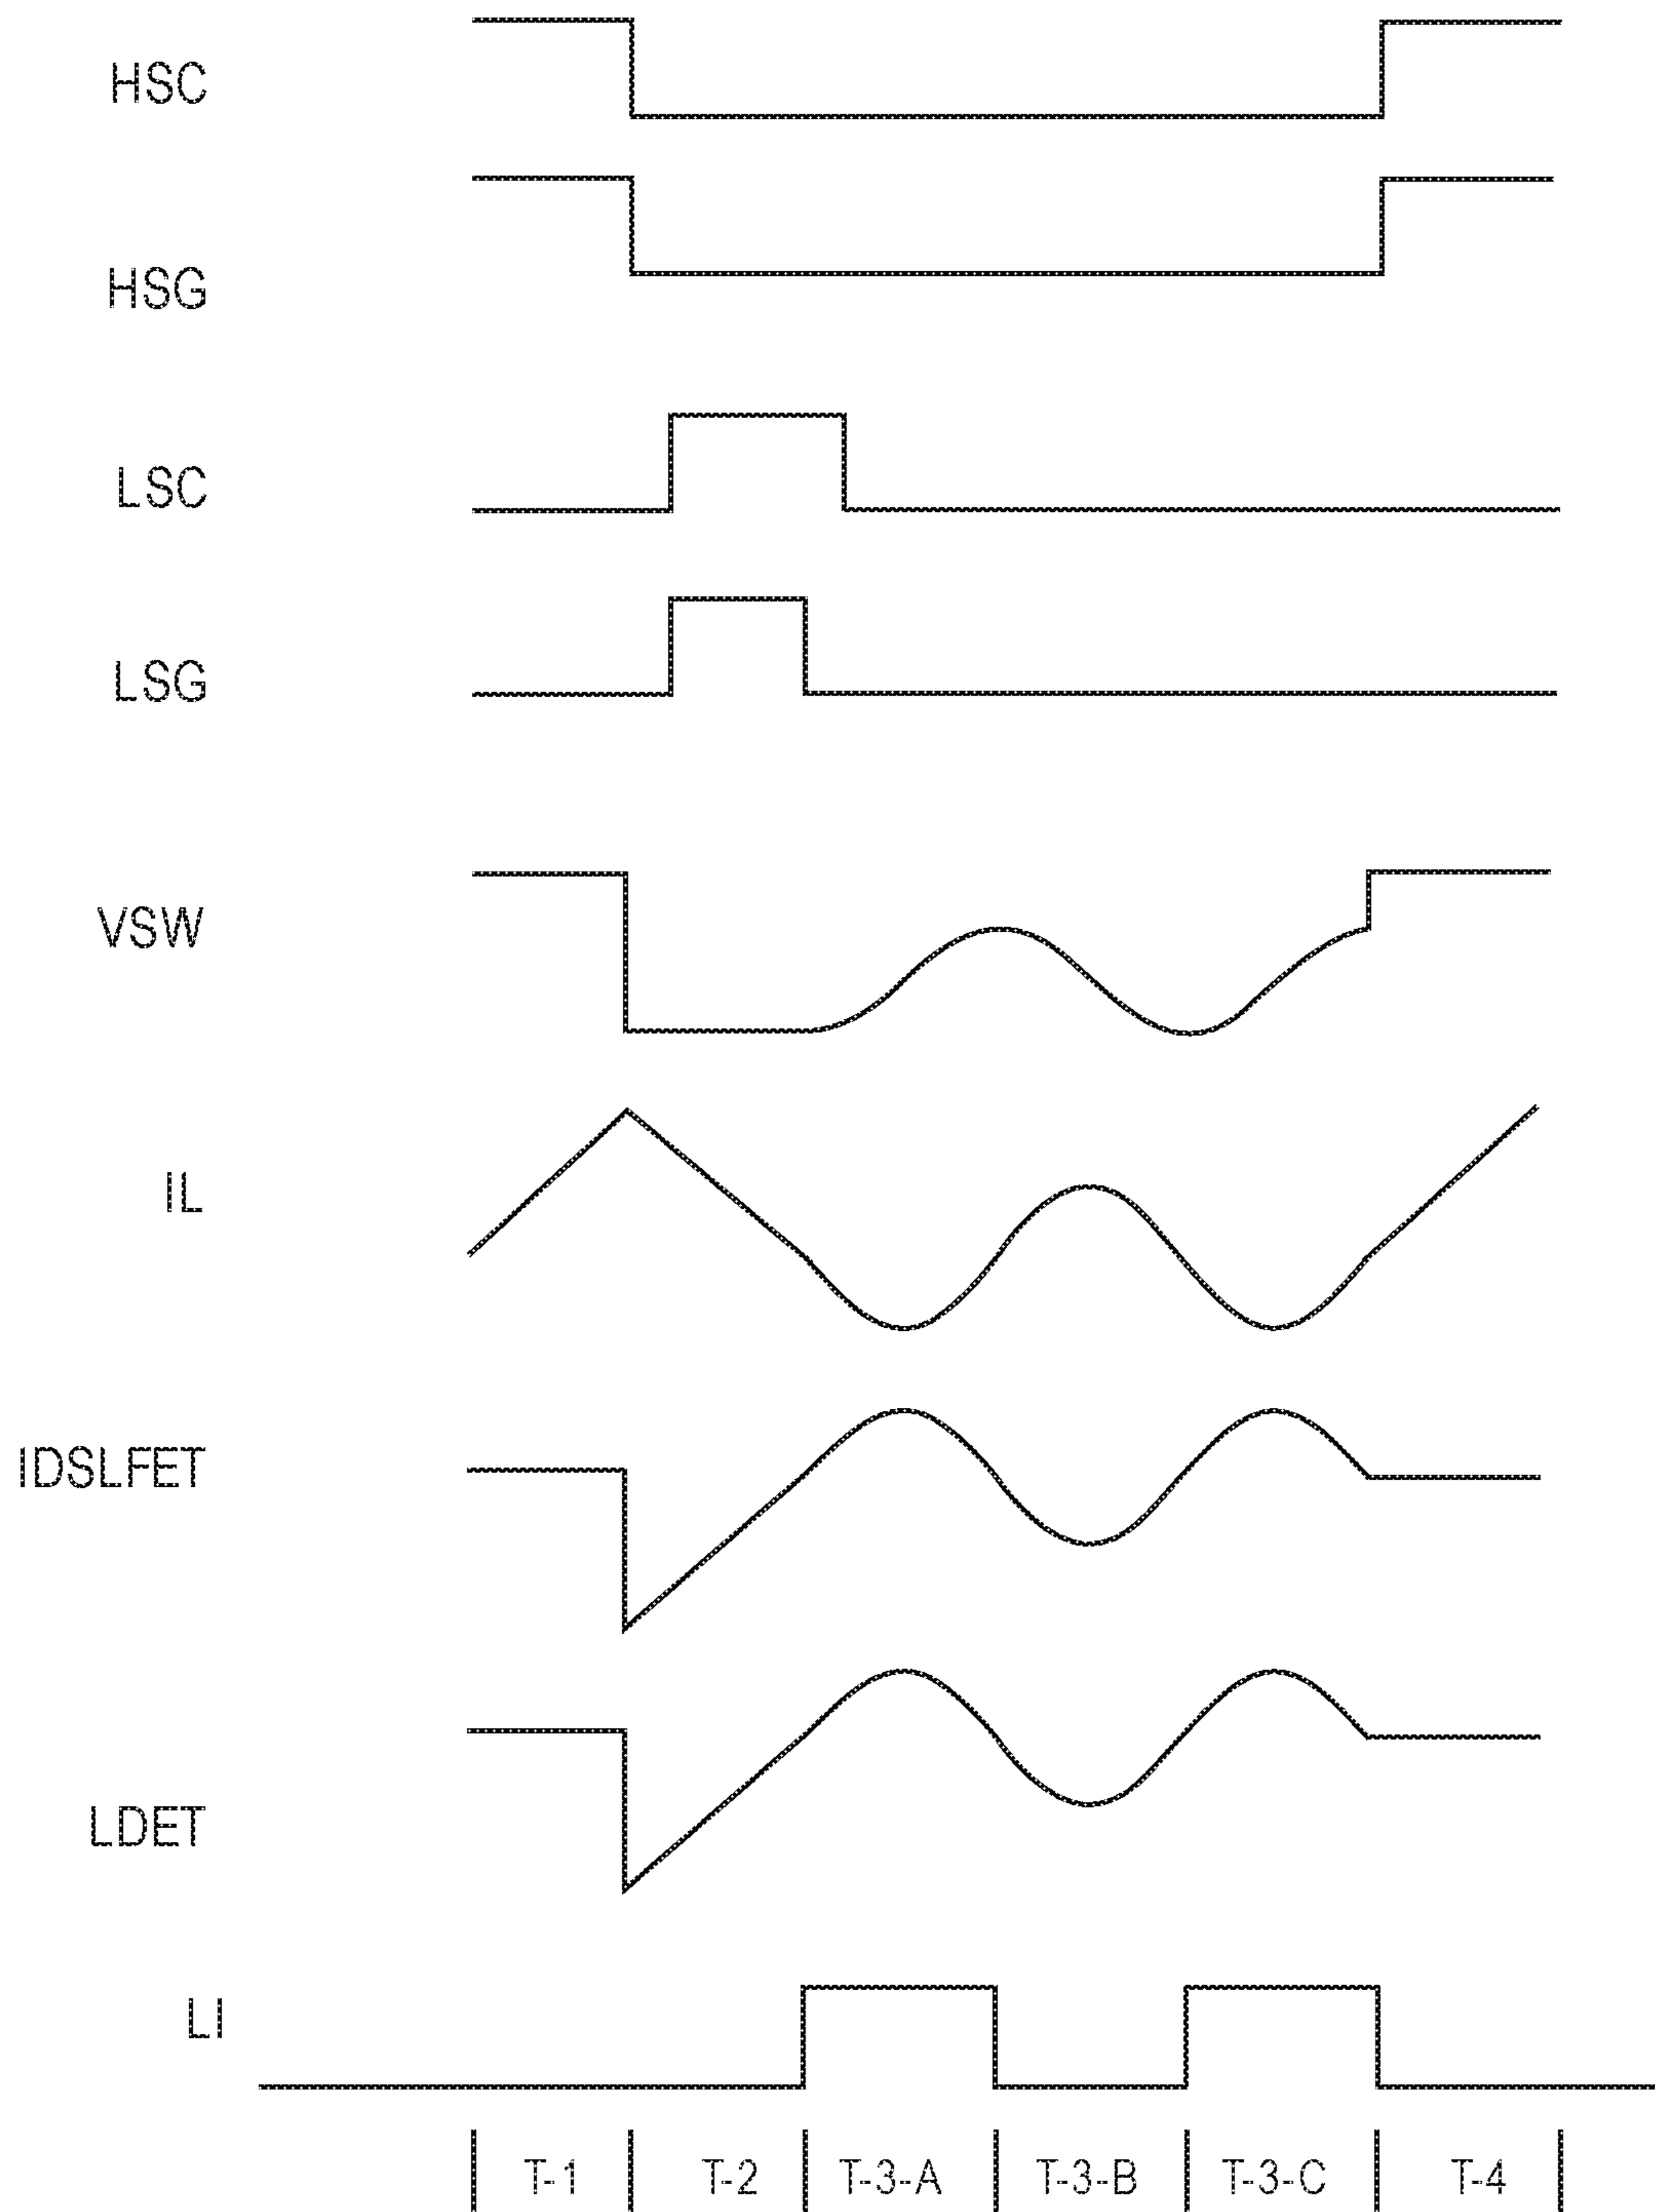 HSC
HSG
LSC
LSG
VSW
IL
IDSLFET
LDET
LI
T-1 T-2 T-3-A T-3-B T-3-C T-4